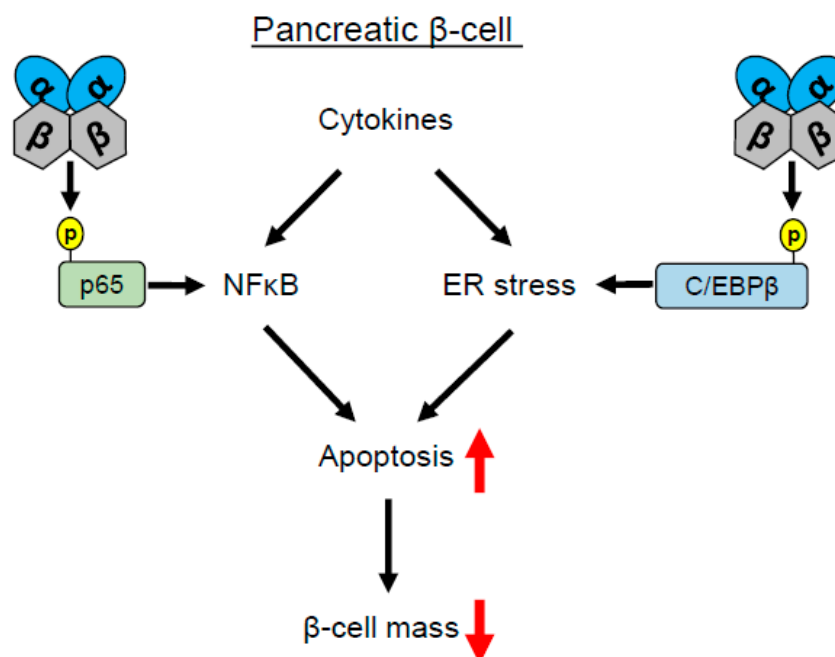 Pancreatic β-cell
α α
β β
α α
β β
Cytokines
p
p
p65
NFκB
ER stress
C/EBPβ
Apoptosis
β-cell mass